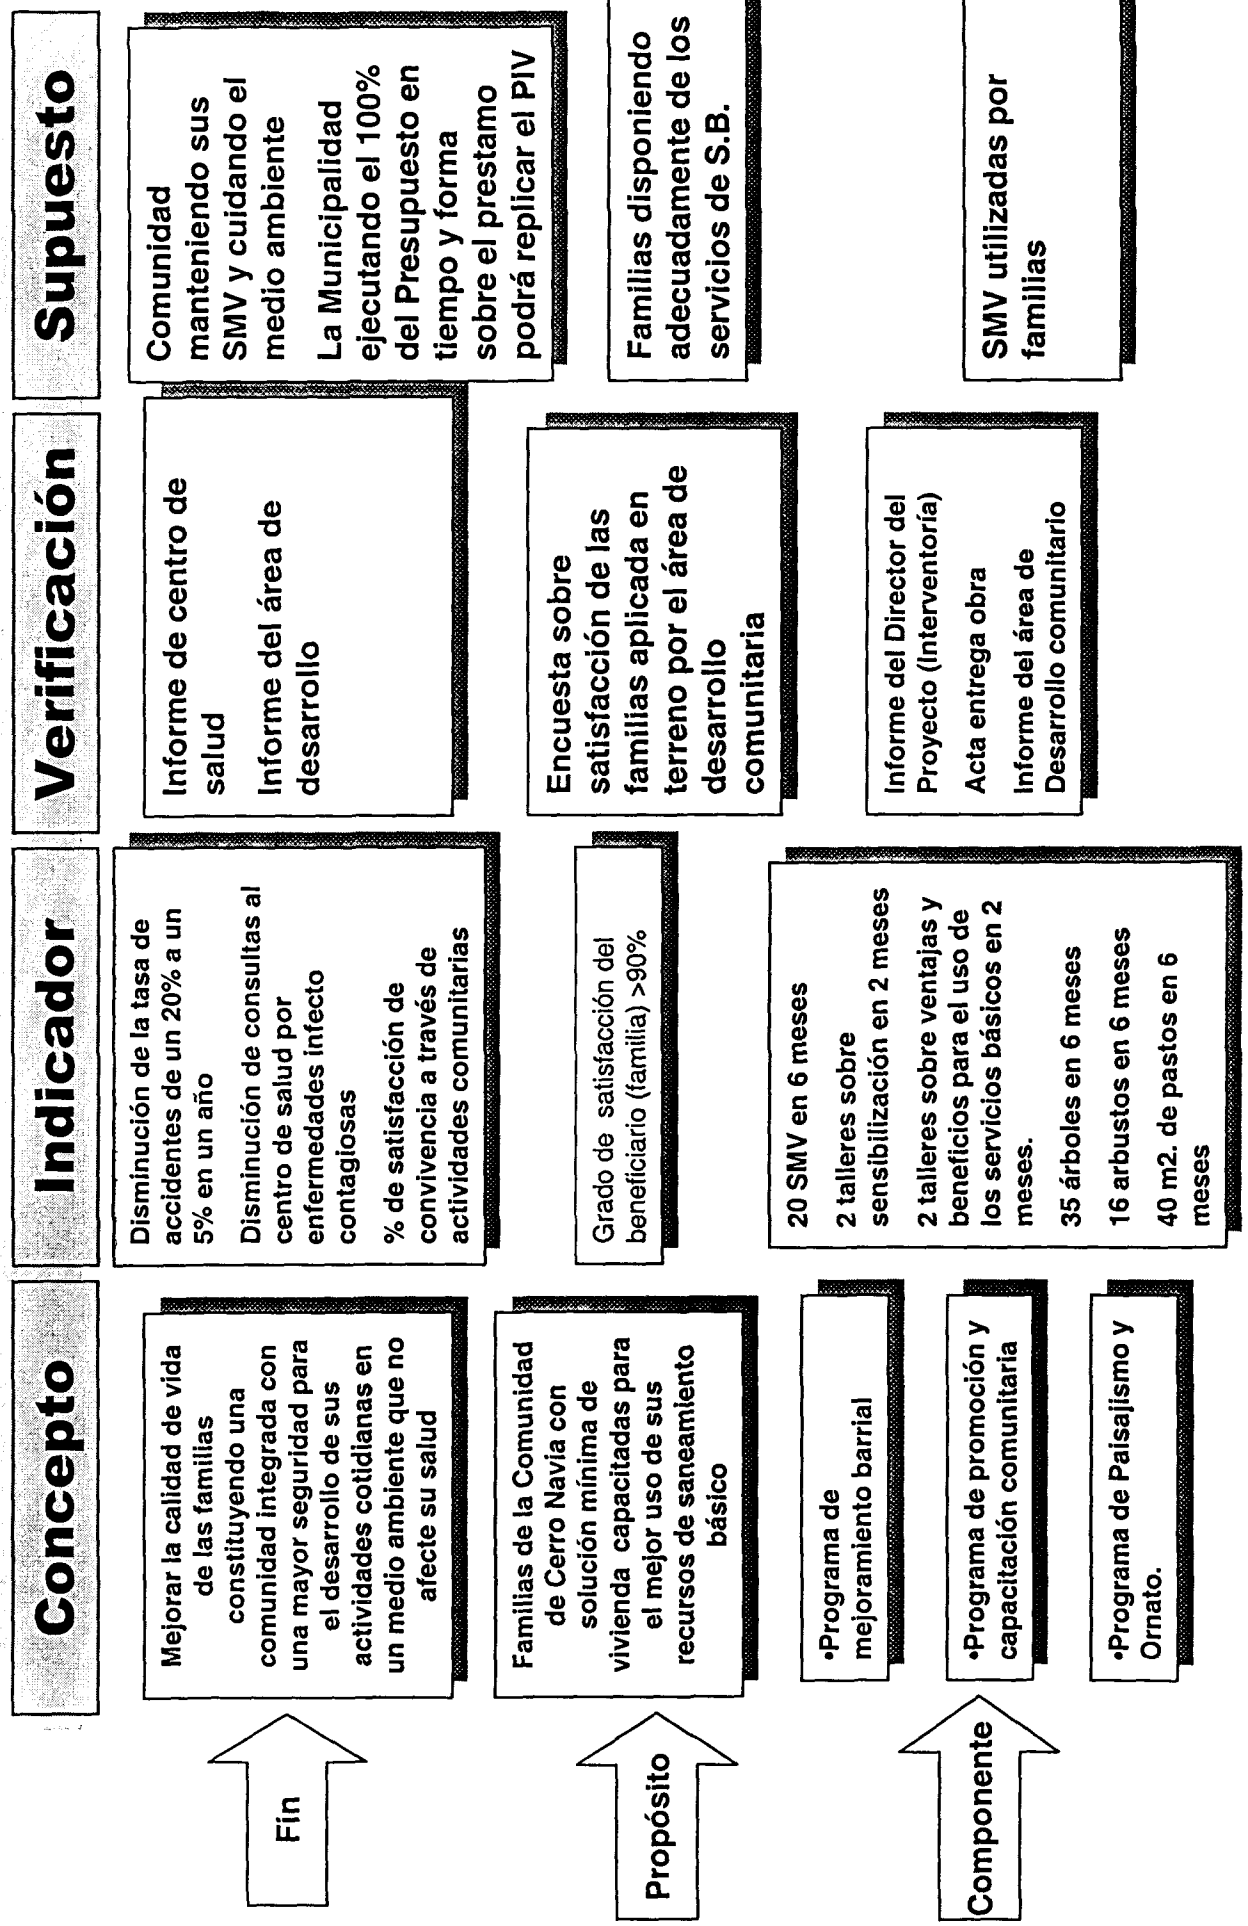 Concepto
Indicador
Verificación
Supuesto
Fin
Mejorar la calidad de vida
de las familias
constituyendo una
comunidad integrada con
una mayor seguridad para
el desarrollo de sus
actividades cotidianas en
un medio ambiente que no
afecte su salud
Disminución de la tasa de
accidentes de un 20% a un
5% en un año
Disminución de consultas al
centro de salud por
enfermedades infecto
contagiosas
% de satisfacción de
convivencia a través de
actividades comunitarias
Informe de centro de
salud
Informe del área de
desarrollo
Comunidad
manteniendo sus
SMV y cuidando el
medio ambiente
La Municipalidad
ejecutando el 100%
del Presupuesto en
tiempo y forma
sobre el prestamo
podrá replicar el PIV
Propósito
Familias de la Comunidad
de Cerro Navia con
solución mínima de
vivienda capacitadas para
el mejor uso de sus
recursos de saneamiento
básico
Grado de satisfacción del
beneficiario (familia) >90%
Encuesta sobre
satisfacción de las
familias aplicada en
terreno por el área de
desarrollo
comunitaria
Familias disponiendo
adecuadamente de los
servicios de S.B.
Componente
•Programa de
mejoramiento barrial
•Programa de promoción y
capacitación comunitaria
•Programa de Paisajismo y
Ornato.
20 SMV en 6 meses
2 talleres sobre
sensibilización en 2 meses
2 talleres sobre ventajas y
beneficios para el uso de
los servicios básicos en 2
meses.
35 árboles en 6 meses
16 arbustos en 6 meses
40 m2. de pastos en 6
meses
Informe del Director del
Proyecto (Interventoría)
Acta entrega obra
Informe del área de
Desarrollo comunitario
SMV utilizadas por
familias